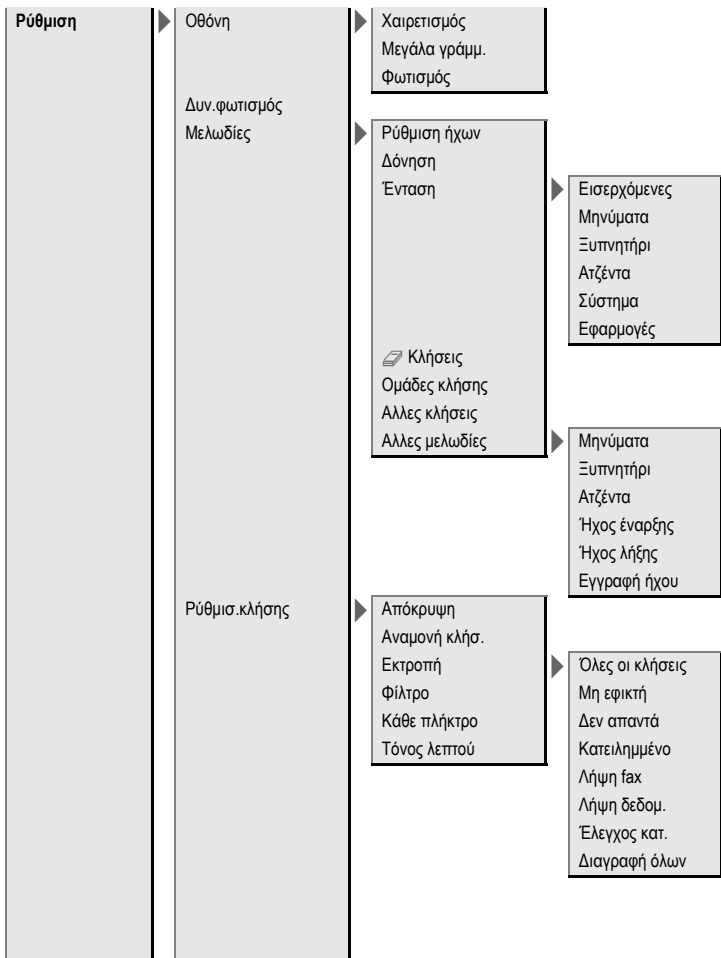 Ρύθμιση Οθόνη Χαιρετισμός
Μεγάλα γράμμ.
Φωτισμός
Δυν.φωτισμός
Μελωδίες Ρύθμιση ήχων
Δόνηση
Ένταση Εισερχόμενες
Μηνύματα
Ξυπνητήρι
Ατζέντα
Σύστημα
Εφαρμογές
Κλήσεις
Ομάδες κλήσης
Αλλες κλήσεις
Αλλες μελωδίες Μηνύματα
Ξυπνητήρι
Ατζέντα
Ήχος έναρξης
Ήχος λήξης
Εγγραφή ήχου
Ρύθμισ.κλήσης Απόκρυψη
Αναμονή κλήσ.
Εκτροπή Όλες οι κλήσεις
Φίλτρο Μη εφικτή
Κάθε πλήκτρο Δεν απαντά
Τόνος λεπτού Κατειλημμένο
Λήψη fax
Λήψη δεδομ.
Έλεγχος κατ.
Διαγραφή όλων